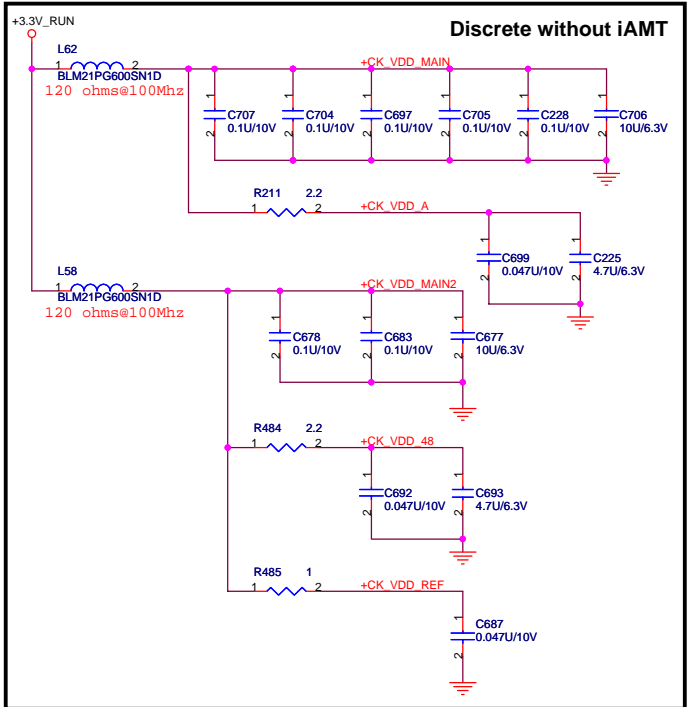 +3.3V_RUN
Discrete without iAMT
L62
1 2
BLM21PG600SN1D
120 ohms@100Mhz
+CK_VDD_MAIN
1 2 C707 0.1U/10V
1 2 C704 0.1U/10V
1 2 C697 0.1U/10V
1 2 C705 0.1U/10V
1 2 C228 0.1U/10V
1 2 C706 10U/6.3V
R211 2.2
1 2
+CK_VDD_A
1 2 C699 0.047U/10V
1 2 C225 4.7U/6.3V
L58
1 2
BLM21PG600SN1D
120 ohms@100Mhz
+CK_VDD_MAIN2
1 2 C678 0.1U/10V
1 2 C683 0.1U/10V
1 2 C677 10U/6.3V
R484 2.2
1 2
+CK_VDD_48
1 2 C692 0.047U/10V
1 2 C693 4.7U/6.3V
R485 1
1 2
+CK_VDD_REF
1 2 C687 0.047U/10V